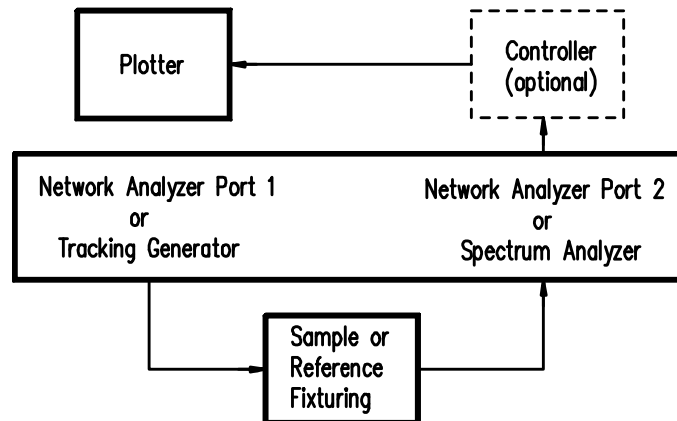 Plotter
Controller
(optional)
Network Analyzer Port 1
or
Tracking Generator
Network Analyzer Port 2
or
Spectrum Analyzer
Sample or
Reference
Fixturing